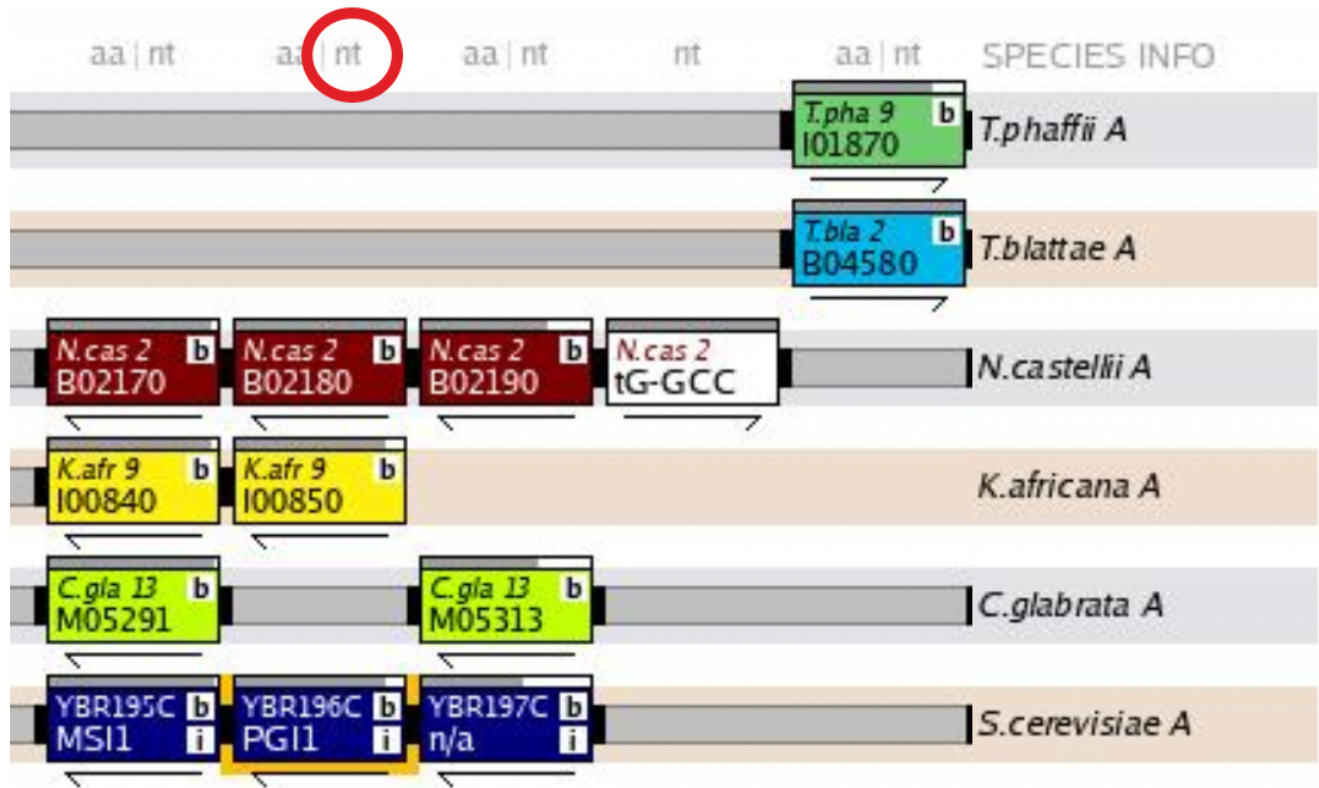 aa | nt aa | nt aa | nt nt aa | nt SPECIES INFO
T.pha 9 b
I01870
T.phaffii A
T.bla 2 b
B04580
T.blattae A
N.cas 2 b N.cas 2 b N.cas 2 b N.cas 2
B02170 B02180 B02190 tG-GCC
N.castellii A
K.afr 9 b K.afr 9 b
I00840 I00850
K.africana A
C.gla 13 b C.gla 13 b
M05291 M05313
C.glabrata A
YBR195C b YBR196C b YBR197C b
MSI1 i PGI1 i n/a i
S.cerevisiae A